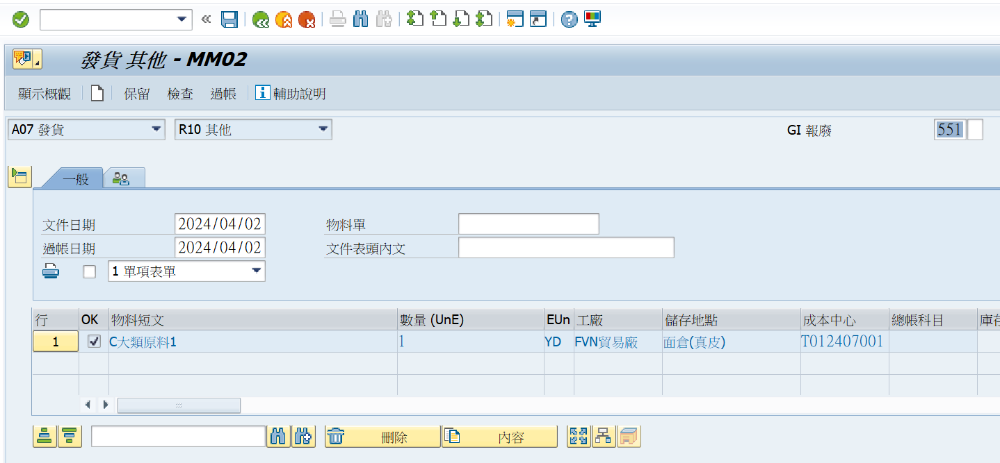 發貨 其他 - MM02
顯示概觀 保留 檢查 過帳 輔助說明
A07 發貨 R10 其他 GI 報廢 551
一般
文件日期 2024/04/02 物料單
過帳日期 2024/04/02 文件表頭內文
1 單項表單
行 OK 物料短文 數量 (UnE) EUn 工廠 儲存地點 成本中心 總帳科目 庫存
1 C大類原料1 1 YD FVN貿易廠 面倉(真皮) T012407001
刪除 內容